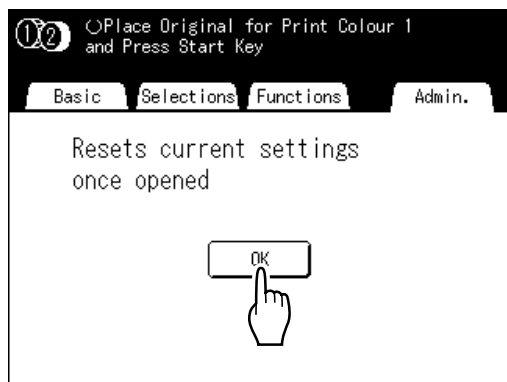 ①② ○Place Original for Print Colour 1
and Press Start Key
Basic Selections Functions Admin.
Resets current settings
once opened
OK